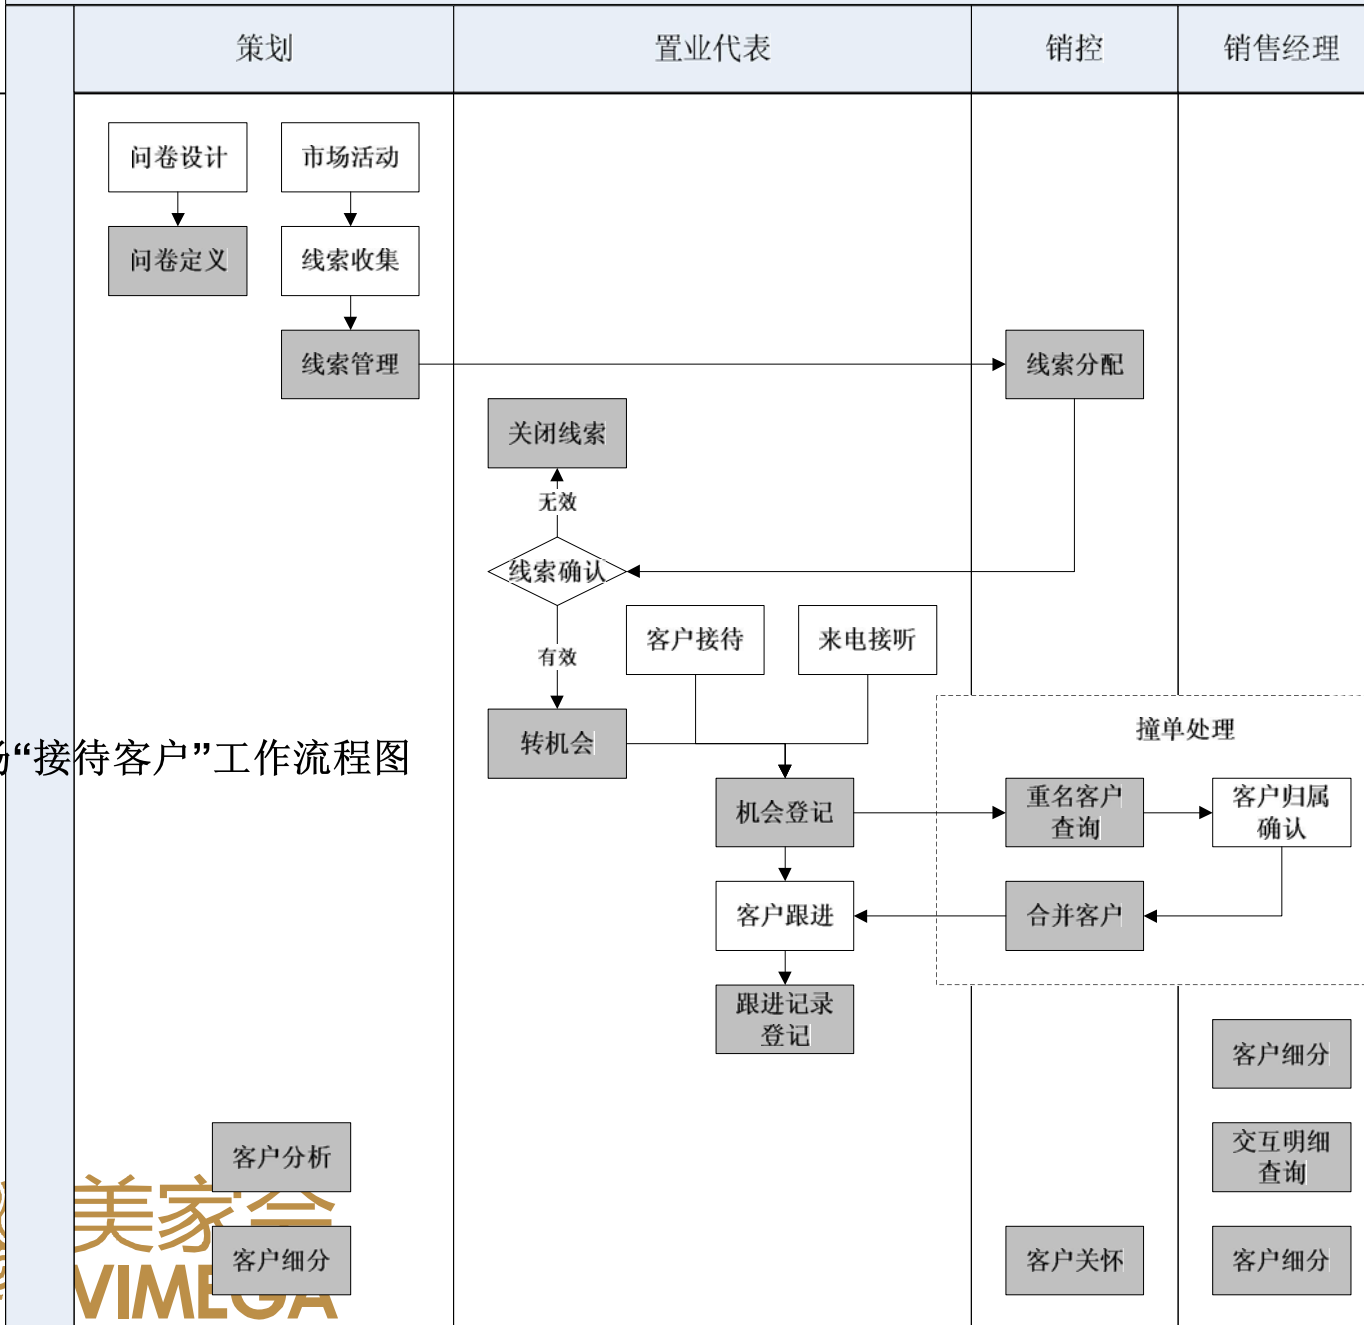 策划
置业代表
销控
销售经理
问卷设计
市场活动
问卷定义
线索收集
线索管理
线索分配
关闭线索
无效
线索确认
客户接待
来电接听
有效
撞单处理
转机会
“接待客户”工作流程图
机会登记
重名客户
查询
客户归属
确认
客户跟进
合并客户
跟进记录
登记
客户细分
客户分析
交互明细
查询
美家会
客户细分
客户关怀
客户细分
VIMEGA